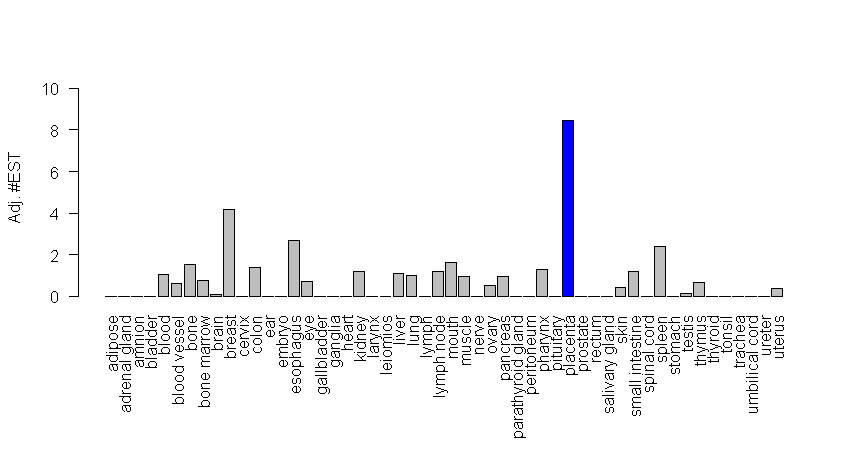 10
8
6
4
2
0
Adj. #EST
adipose
adrenal gland
amnion
bladder
blood
blood vessel
bone
bone marrow
brain
breast
cervix
colon
ear
embryo
esophagus
eye
gallbladder
ganglia
heart
kidney
larynx
leiomios
liver
lung
lymph
lymph node
mouth
muscle
nerve
ovary
pancreas
parathyroid gland
peritoneum
pharynx
pituitary
placenta
prostate
rectum
salivary gland
skin
small intestine
spinal cord
spleen
stomach
testis
thymus
thyroid
tonsil
trachea
umbilical cord
ureter
uterus